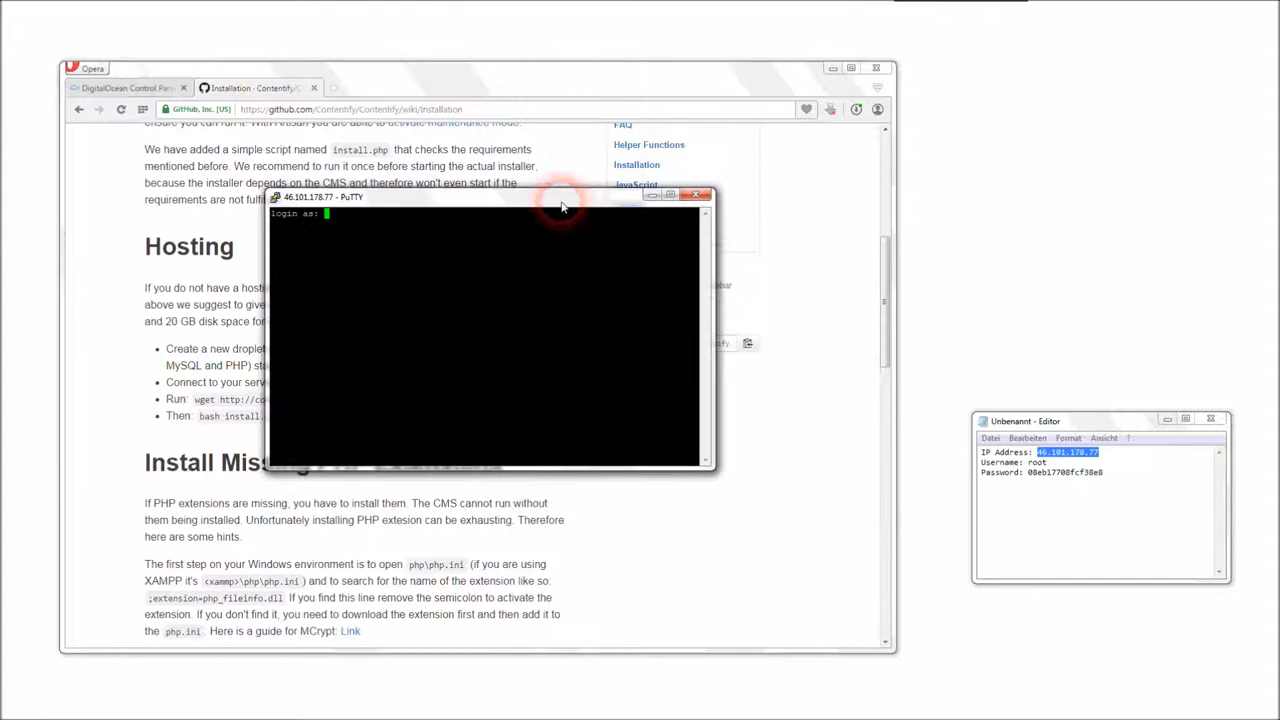 Opera
DigitalOcean Control Pan
Installation · Contentify/C
GitHub, Inc. [US]
https://github.com/Contentify/Contentify/wiki/Installation
ensure you can run it. With Artisan you are able to activate maintenance mode.
We have added a simple script named install.php that checks the requirements
mentioned before. We recommend to run it once before starting the actual installer,
because the installer depends on the CMS and therefore won't even start if the
requirements are not fulfil
FAQ
Helper Functions
Installation
JavaScript
46.101.178.77 - PuTTY
login as:
Hosting
If you do not have a hosti
above we suggest to give
and 20 GB disk space for
Create a new droplet
MySQL and PHP) st
Connect to your serv
Run: wget http://co
Then: bash install.
Install Missing PHP Extensions
If PHP extensions are missing, you have to install them. The CMS cannot run without
them being installed. Unfortunately installing PHP extesion can be exhausting. Therefore
here are some hints.
The first step on your Windows environment is to open php\php.ini (if you are using
XAMPP it's <xammp>\php\php.ini) and to search for the name of the extension like so:
;extension=php_fileinfo.dll If you find this line remove the semicolon to activate the
extension. If you don't find it, you need to download the extension first and then add it to
the php.ini. Here is a guide for MCrypt: Link
Unbenannt - Editor
Datei Bearbeiten Format Ansicht ?
IP Address: 46.101.178.77
Username: root
Password: 08eb17708fcf38e8